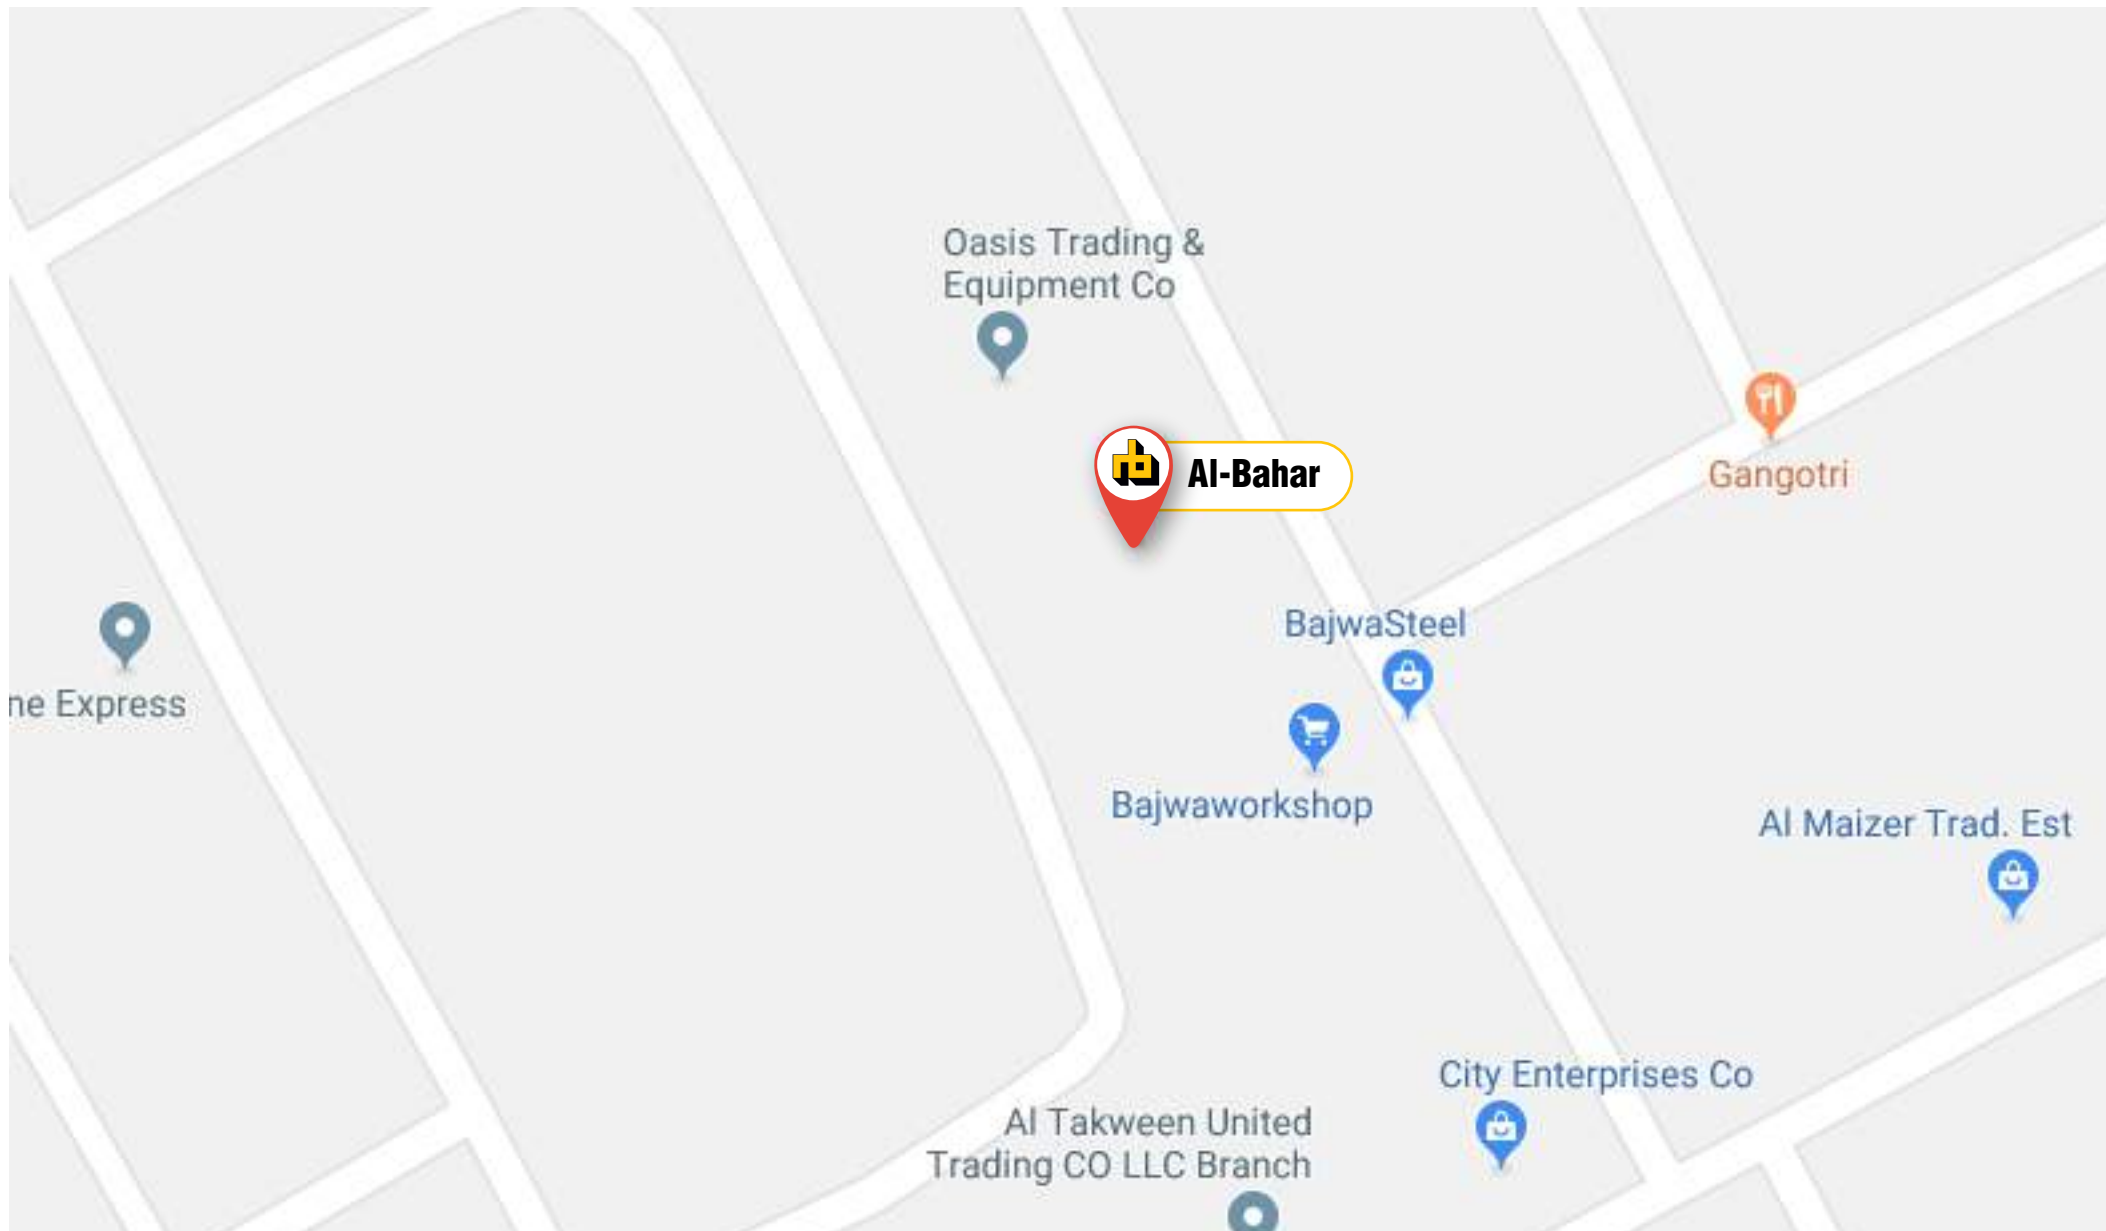 Oasis Trading &
Equipment Co
Al-Bahar
Gangotri
BajwaSteel
ne Express
Bajwaworkshop
Al Maizer Trad. Est
City Enterprises Co
Al Takween United
Trading CO LLC Branch